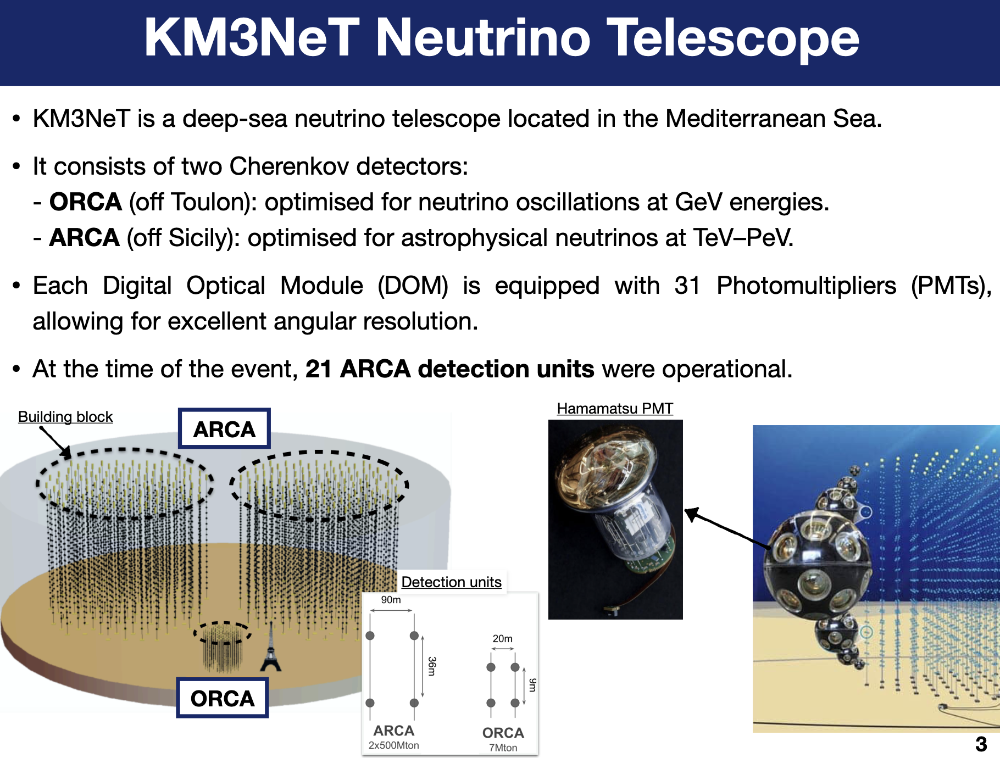 KM3NeT Neutrino Telescope
• KM3NeT is a deep-sea neutrino telescope located in the Mediterranean Sea.
• It consists of two Cherenkov detectors:
- ORCA (off Toulon): optimised for neutrino oscillations at GeV energies.
- ARCA (off Sicily): optimised for astrophysical neutrinos at TeV–PeV.
• Each Digital Optical Module (DOM) is equipped with 31 Photomultipliers (PMTs),
allowing for excellent angular resolution.
• At the time of the event, 21 ARCA detection units were operational.
Building block
ARCA
ORCA
Detection units
90m
36m
ARCA
2x500Mton
20m
9m
ORCA
7Mton
Hamamatsu PMT
3